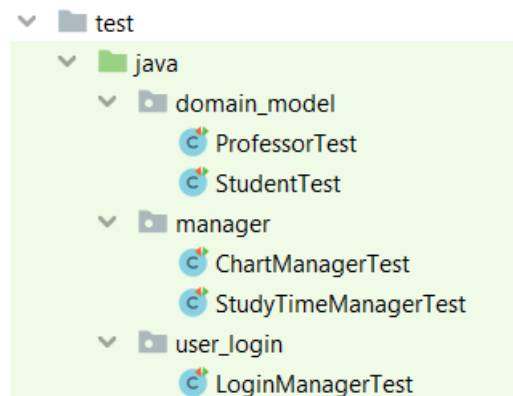 test
java
domain_model
ProfessorTest
StudentTest
manager
ChartManagerTest
StudyTimeManagerTest
user_login
LoginManagerTest